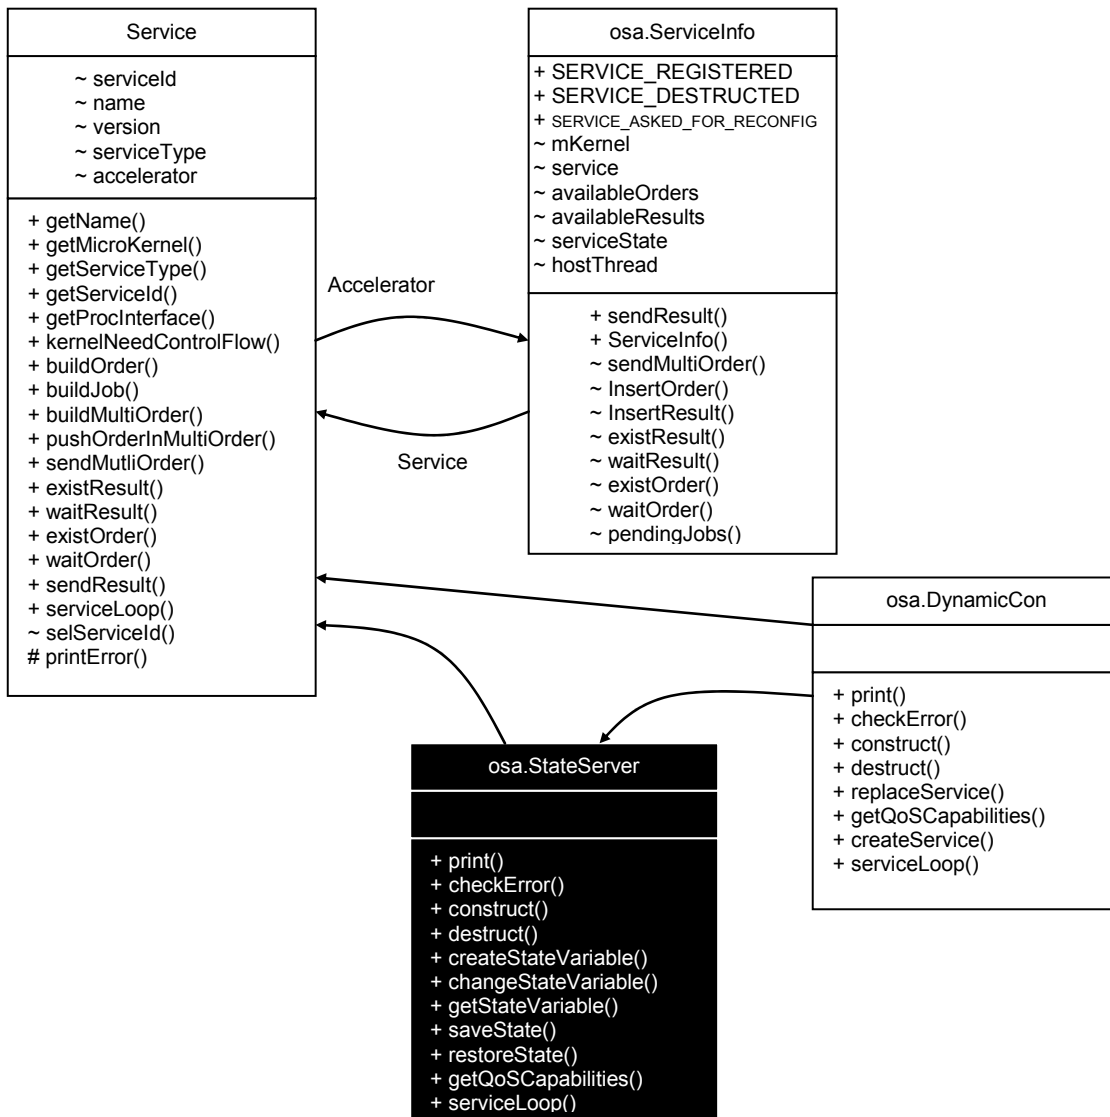 Service
~ serviceId
~ name
~ version
~ serviceType
~ accelerator
+ getName()
+ getMicroKernel()
+ getServiceType()
+ getServiceId()
+ getProcInterface()
+ kernelNeedControlFlow()
+ buildOrder()
+ buildJob()
+ buildMultiOrder()
+ pushOrderInMultiOrder()
+ sendMutliOrder()
+ existResult()
+ waitResult()
+ existOrder()
+ waitOrder()
+ sendResult()
+ serviceLoop()
~ selServiceId()
# printError()
Accelerator
Service
osa.ServiceInfo
+ SERVICE_REGISTERED
+ SERVICE_DESTRUCTED
+ SERVICE_ASKED_FOR_RECONFIG
~ mKernel
~ service
~ availableOrders
~ availableResults
~ serviceState
~ hostThread
+ sendResult()
+ ServiceInfo()
~ sendMultiOrder()
~ InsertOrder()
~ InsertResult()
~ existResult()
~ waitResult()
~ existOrder()
~ waitOrder()
~ pendingJobs()
osa.DynamicCon
+ print()
+ checkError()
+ construct()
+ destruct()
+ replaceService()
+ getQoSCapabilities()
+ createService()
+ serviceLoop()
osa.StateServer
+ print()
+ checkError()
+ construct()
+ destruct()
+ createStateVariable()
+ changeStateVariable()
+ getStateVariable()
+ saveState()
+ restoreState()
+ getQoSCapabilities()
+ serviceLoop()